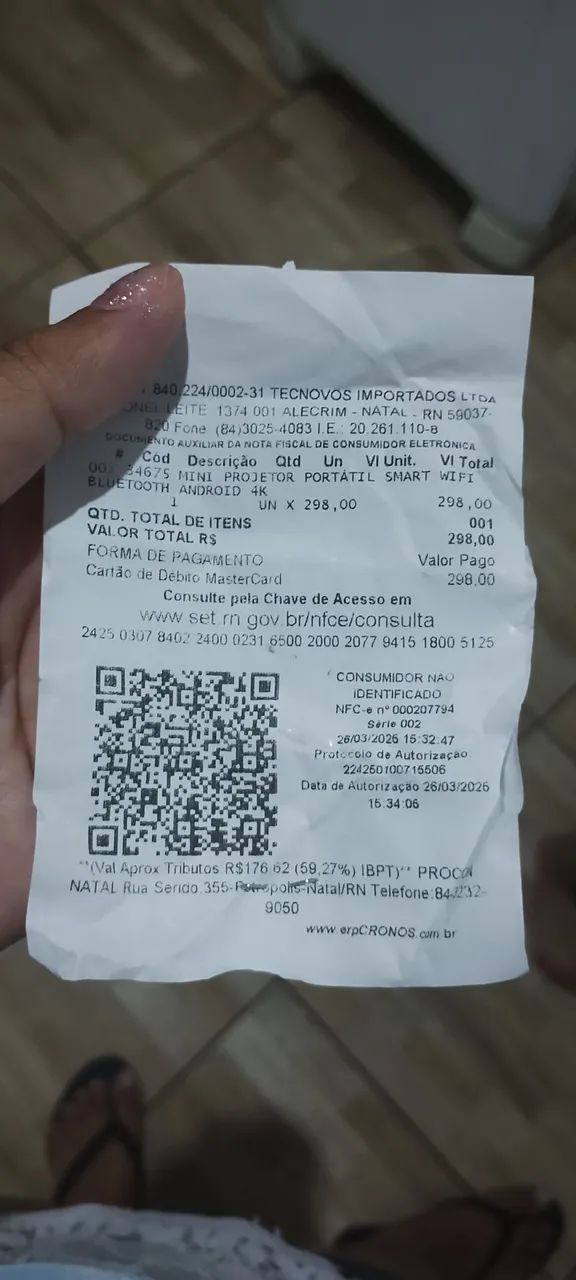 840.224/0002-31 TECNOVOS IMPORTADOS LTDA
LEITE 1374 001 ALECRIM - NATAL - RN 59037-
820 Fone (84)3025-4083 I.E.: 20.261.110-8
DOCUMENTO AUXILIAR DA NOTA FISCAL DE CONSUMIDOR ELETRONICA
# Cód Descrição Qtd Un Vl Unit. Vl Total
001 34675 MINI PROJETOR PORTÁTIL SMART WIFI
BLUETOOTH ANDROID 4K
1 UN X 298,00 298,00
QTD. TOTAL DE ITENS 001
VALOR TOTAL R$ 298,00
FORMA DE PAGAMENTO Valor Pago
Cartão de Débito MasterCard 298,00
Consulte pela Chave de Acesso em
www.set.rn.gov.br/nfce/consulta
2425 0307 8402 2400 0231 6500 2000 2077 9415 1800 5125
CONSUMIDOR NÃO
IDENTIFICADO
NFC-e nº 000207794
Série 002
26/03/2025 15:32:47
Protocolo de Autorização:
224250100715506
Data de Autorização 26/03/2025
15:34:06
**(Val Aprox Tributos R$176.62 (59,27%) IBPT)** PROCON
NATAL Rua Serido 355-Petropolis-Natal/RN Telefone:
9050
www.erpCRONOS.com.br